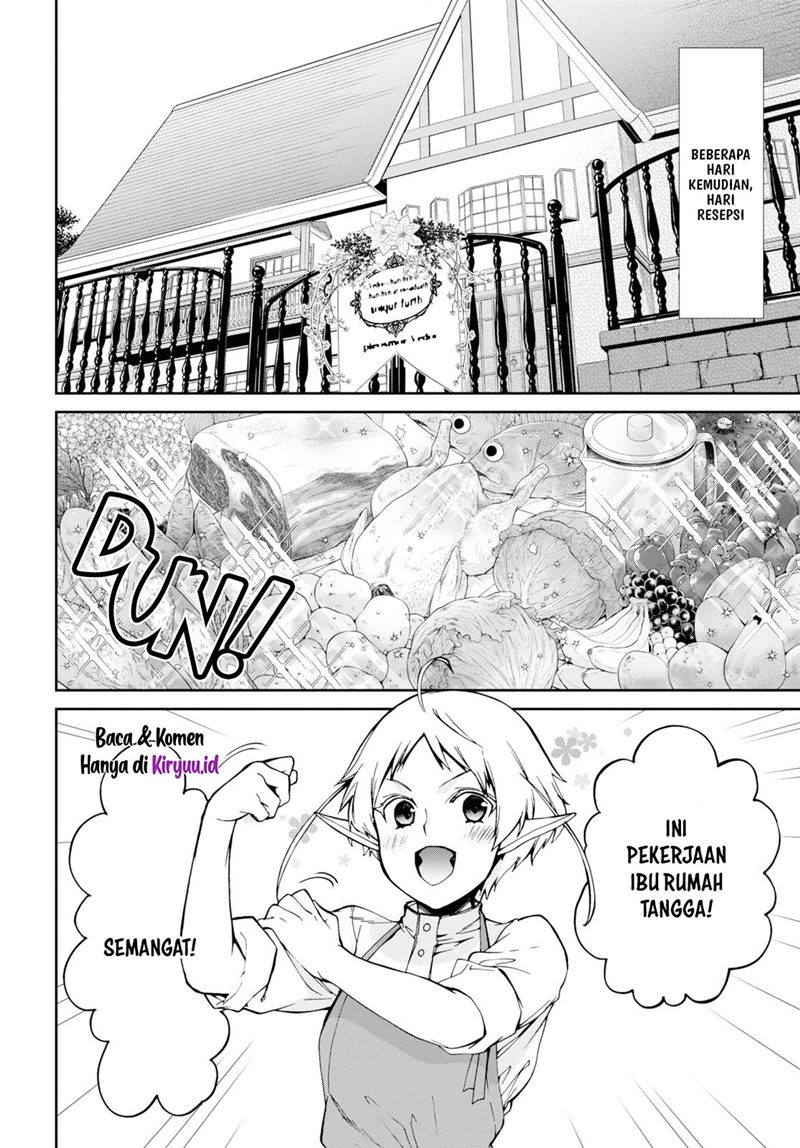 BEBERAPA
HARI
KEMUDIAN,
HARI
RESEPSI
DUN!
Baca & Komen
Hanya di Kiryuu.id
INI
PEKERJAAN
IBU RUMAH
TANGGA!
SEMANGAT!